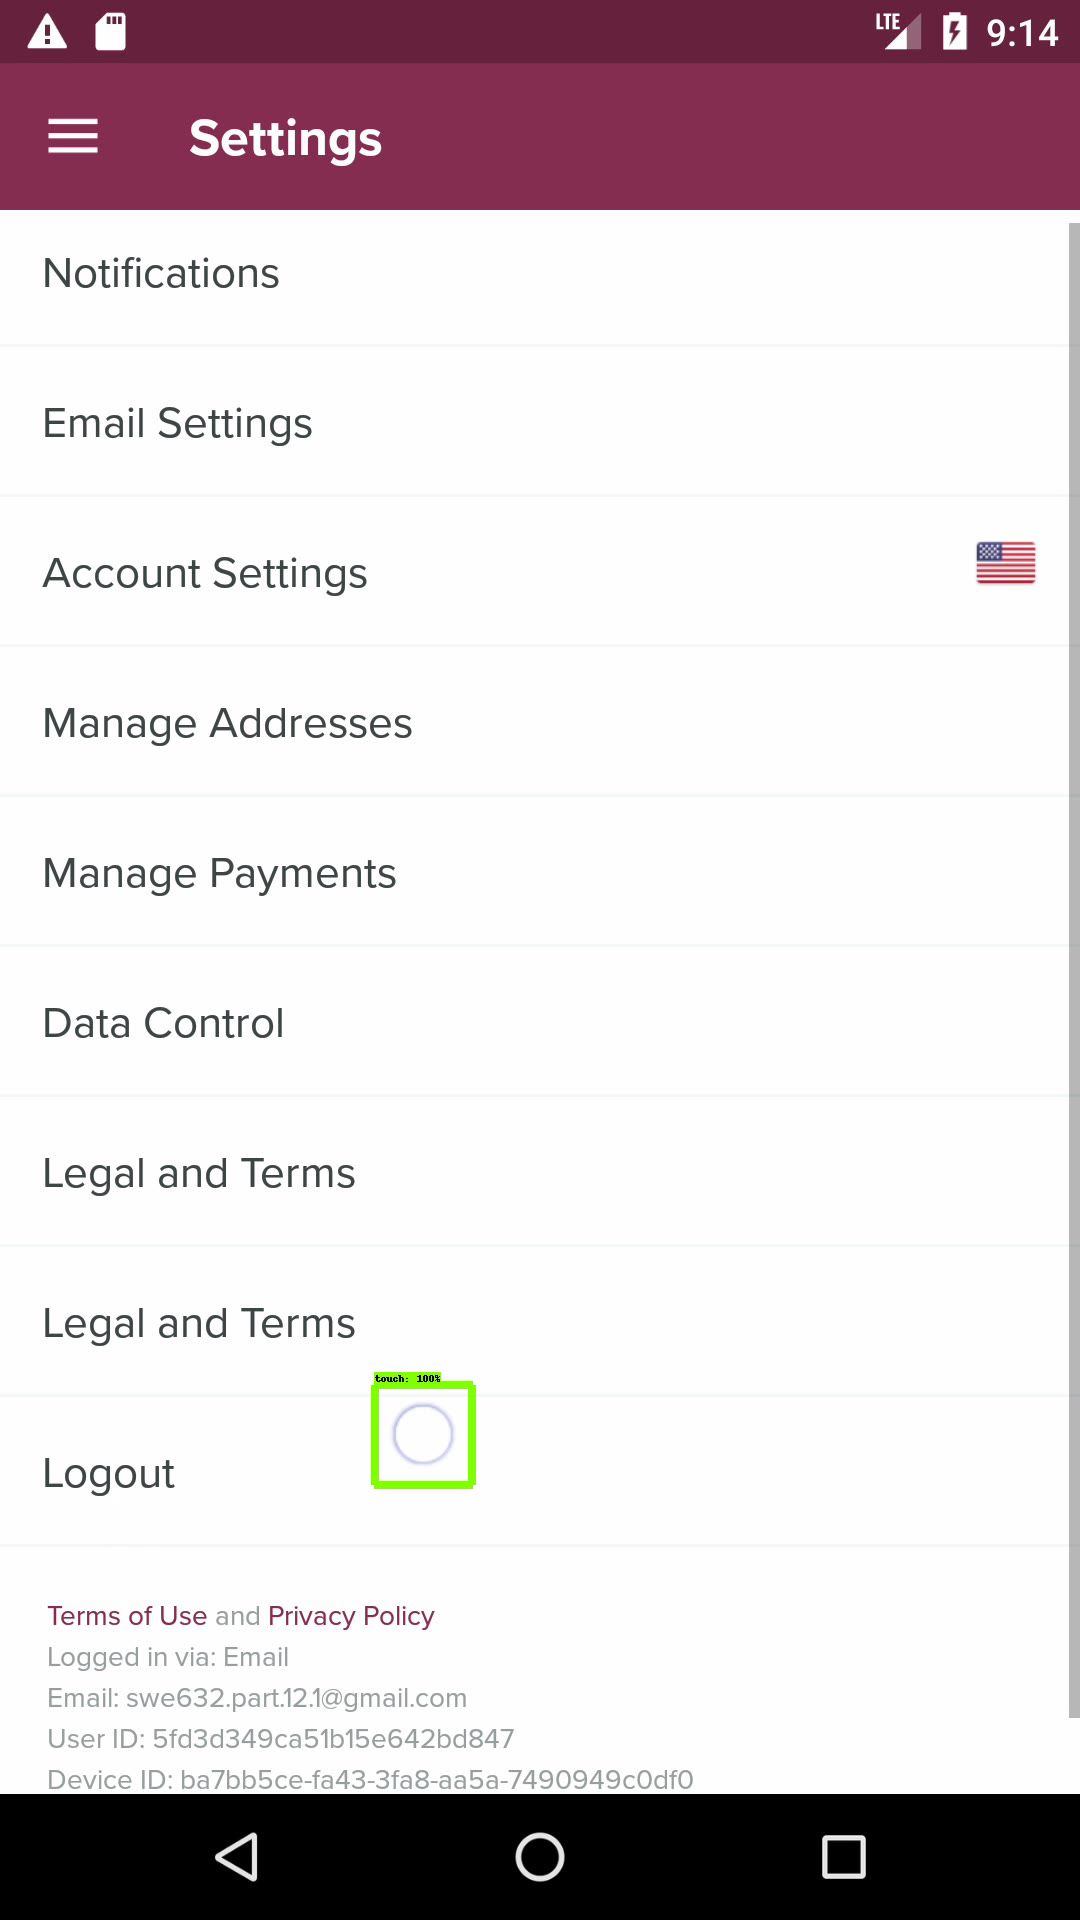 LTE 9:14
Settings
Notifications
Email Settings
Account Settings
Manage Addresses
Manage Payments
Data Control
Legal and Terms
Legal and Terms
touch: 100%
Logout
Terms of Use and Privacy Policy
Logged in via: Email
Email: swe632.part.12.1@gmail.com
User ID: 5fd3d349ca51b15e642bd847
Device ID: ba7bb5ce-fa43-3fa8-aa5a-7490949c0df0